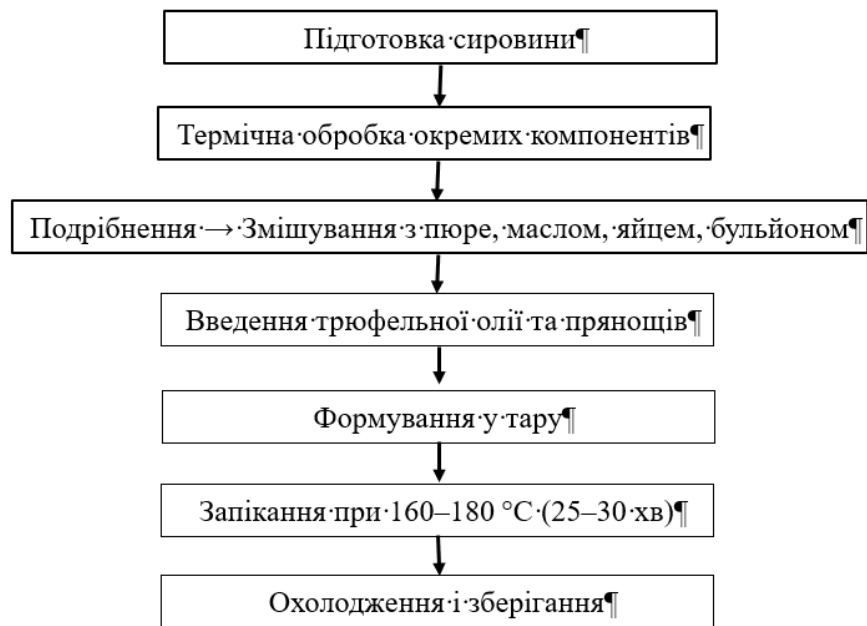 Підготовка·сировини¶
Термічна·обробка·окремих·компонентів¶
Подрібнення·→·Змішування·з·пюре,·маслом,·яйцем,·бульйоном¶
Введення·трюфельної·олії·та·прянощів¶
Формування·у·тару¶
Запікання·при·160–180·°C·(25–30·хв)¶
Охолодження·і·зберігання¶